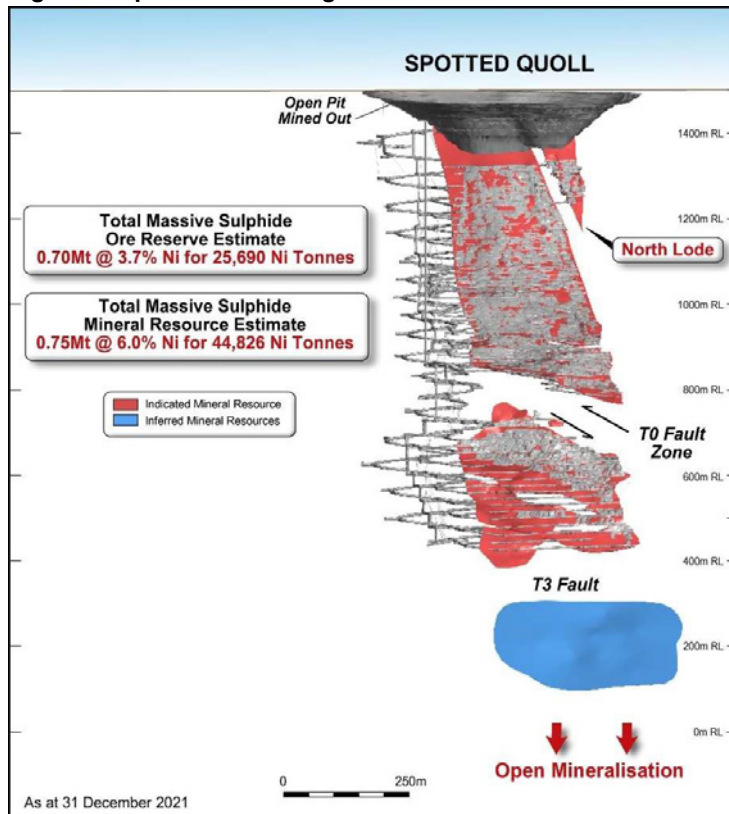 SPOTTED QUOLL
Open Pit
Mined Out
1400m RL
Total Massive Sulphide
Ore Reserve Estimate
0.70Mt @ 3.7% Ni for 25,690 Ni Tonnes
1200m RL
North Lode
Total Massive Sulphide
Mineral Resource Estimate
0.75Mt @ 6.0% Ni for 44,826 Ni Tonnes
1000m RL
800m RL
Indicated Mineral Resource
Inferred Mineral Resources
T0 Fault
Zone
600m RL
400m RL
T3 Fault
200m RL
0m RL
Open Mineralisation
0 250m
As at 31 December 2021